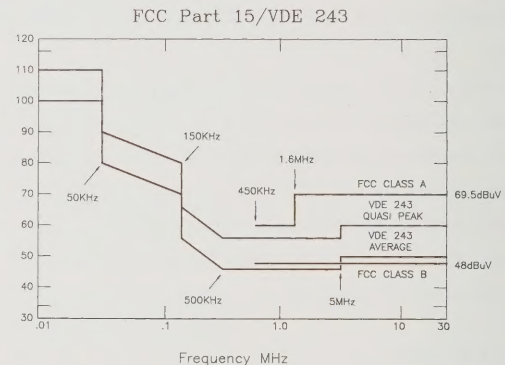 FCC Part 15/VDE 243
120
110
100
90
80
70
60
50
40
30
150KHz
50KHz
1.6MHz
450KHz
FCC CLASS A
69.5dBuV
VDE 243
QUASI PEAK
VDE 243
AVERAGE
48dBuV
FCC CLASS B
500KHz
5MHz
.01
.1
1.0
10
30
Frequency MHz